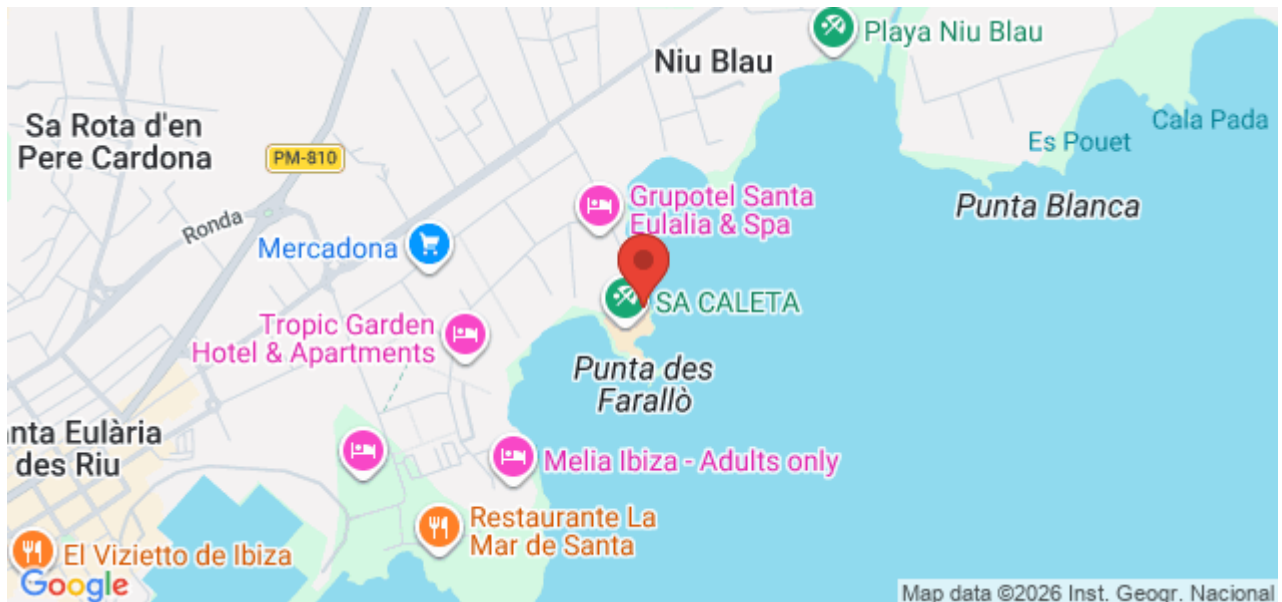 Playa Niu Blau
Niu Blau
Cala Pada
Es Pouet
Sa Rota d'en
Pere Cardona
PM-810
Punta Blanca
Grupotel Santa
Eulalia & Spa
Ronda
Mercadona
SA CALETA
Tropic Garden
Hotel & Apartments
Punta des
Farallò
nta Eulària
des Riu
Melia Ibiza - Adults only
Restaurante La
Mar de Santa
El Vizietto de Ibiza
Google
Map data ©2026 Inst. Geogr. Nacional